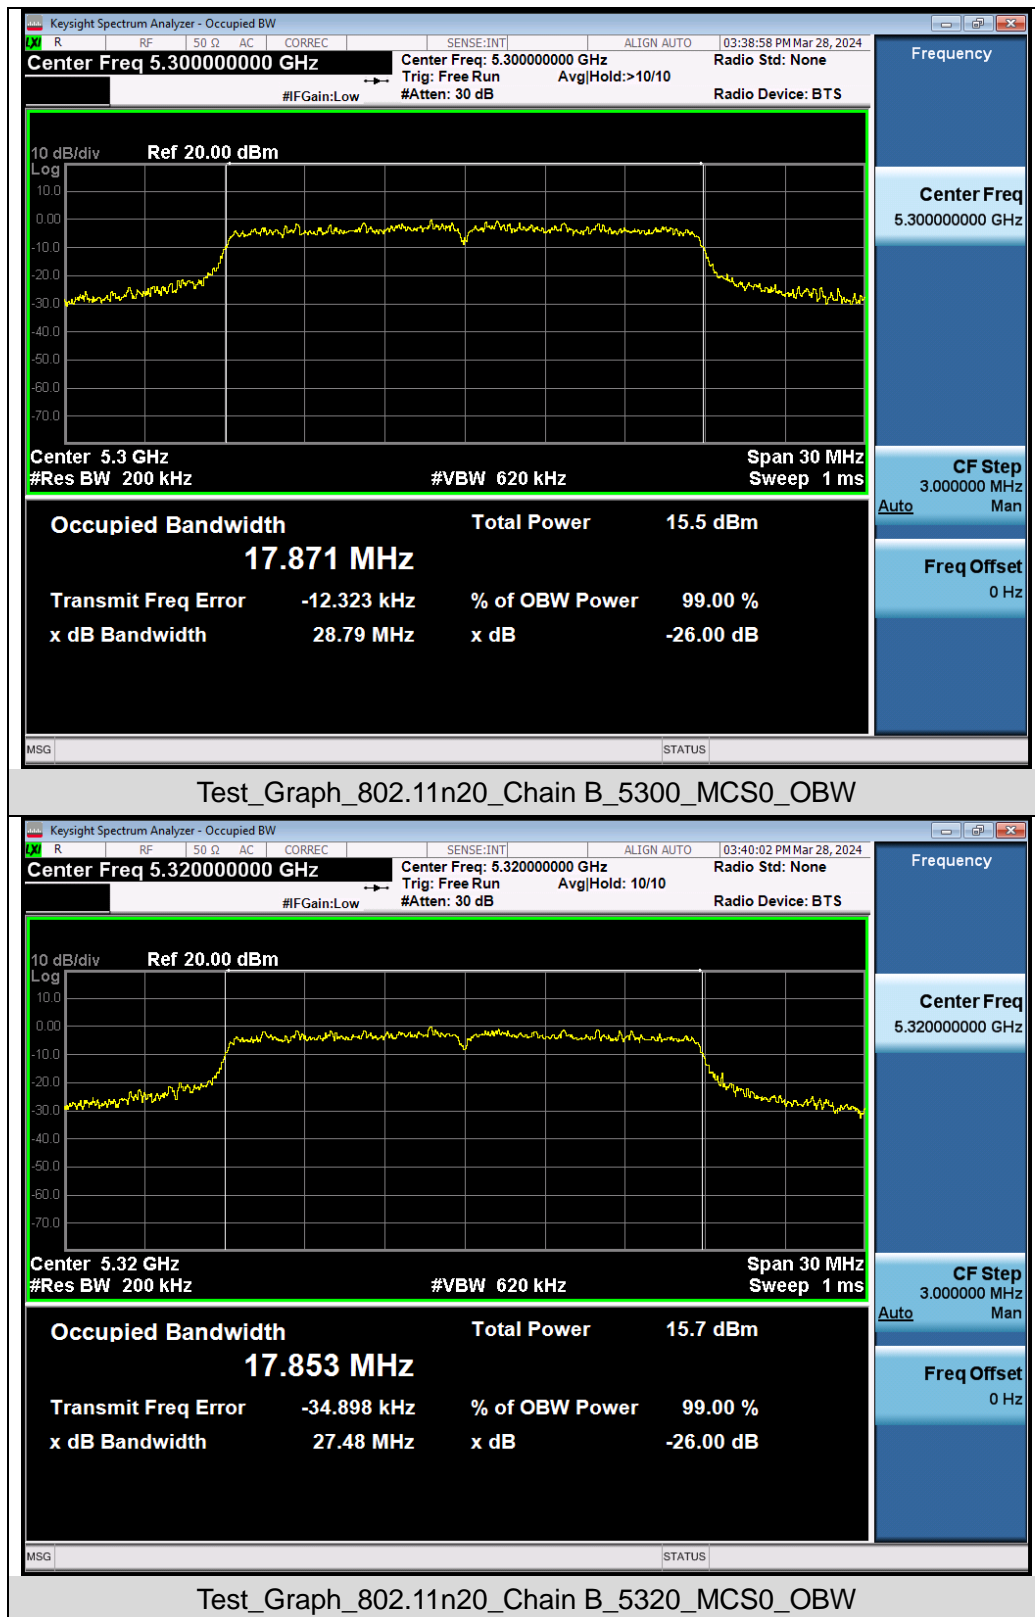 Keysight Spectrum Analyzer - Occupied BW
LXI R RF 50 Ω AC CORREC SENSE:INT ALIGN AUTO 03:38:58 PM Mar 28, 2024
Center Freq 5.300000000 GHz
Center Freq: 5.300000000 GHz Radio Std: None
Trig: Free Run Avg|Hold:>10/10
#IFGain:Low #Atten: 30 dB Radio Device: BTS
Frequency
10 dB/div Ref 20.00 dBm
Log
10.0
0.00
-10.0
-20.0
-30.0
-40.0
-50.0
-60.0
-70.0
Center 5.3 GHz Span 30 MHz
#Res BW 200 kHz #VBW 620 kHz Sweep 1 ms
Center Freq
5.300000000 GHz
CF Step
3.000000 MHz
Auto Man
Freq Offset
0 Hz
Occupied Bandwidth Total Power 15.5 dBm
17.871 MHz
Transmit Freq Error -12.323 kHz % of OBW Power 99.00 %
x dB Bandwidth 28.79 MHz x dB -26.00 dB
MSG STATUS
Test_Graph_802.11n20_Chain B_5300_MCS0_OBW
Keysight Spectrum Analyzer - Occupied BW
LXI R RF 50 Ω AC CORREC SENSE:INT ALIGN AUTO 03:40:02 PM Mar 28, 2024
Center Freq 5.320000000 GHz
Center Freq: 5.320000000 GHz Radio Std: None
Trig: Free Run Avg|Hold: 10/10
#IFGain:Low #Atten: 30 dB Radio Device: BTS
Frequency
10 dB/div Ref 20.00 dBm
Log
10.0
0.00
-10.0
-20.0
-30.0
-40.0
-50.0
-60.0
-70.0
Center 5.32 GHz Span 30 MHz
#Res BW 200 kHz #VBW 620 kHz Sweep 1 ms
Center Freq
5.320000000 GHz
CF Step
3.000000 MHz
Auto Man
Freq Offset
0 Hz
Occupied Bandwidth Total Power 15.7 dBm
17.853 MHz
Transmit Freq Error -34.898 kHz % of OBW Power 99.00 %
x dB Bandwidth 27.48 MHz x dB -26.00 dB
MSG STATUS
Test_Graph_802.11n20_Chain B_5320_MCS0_OBW